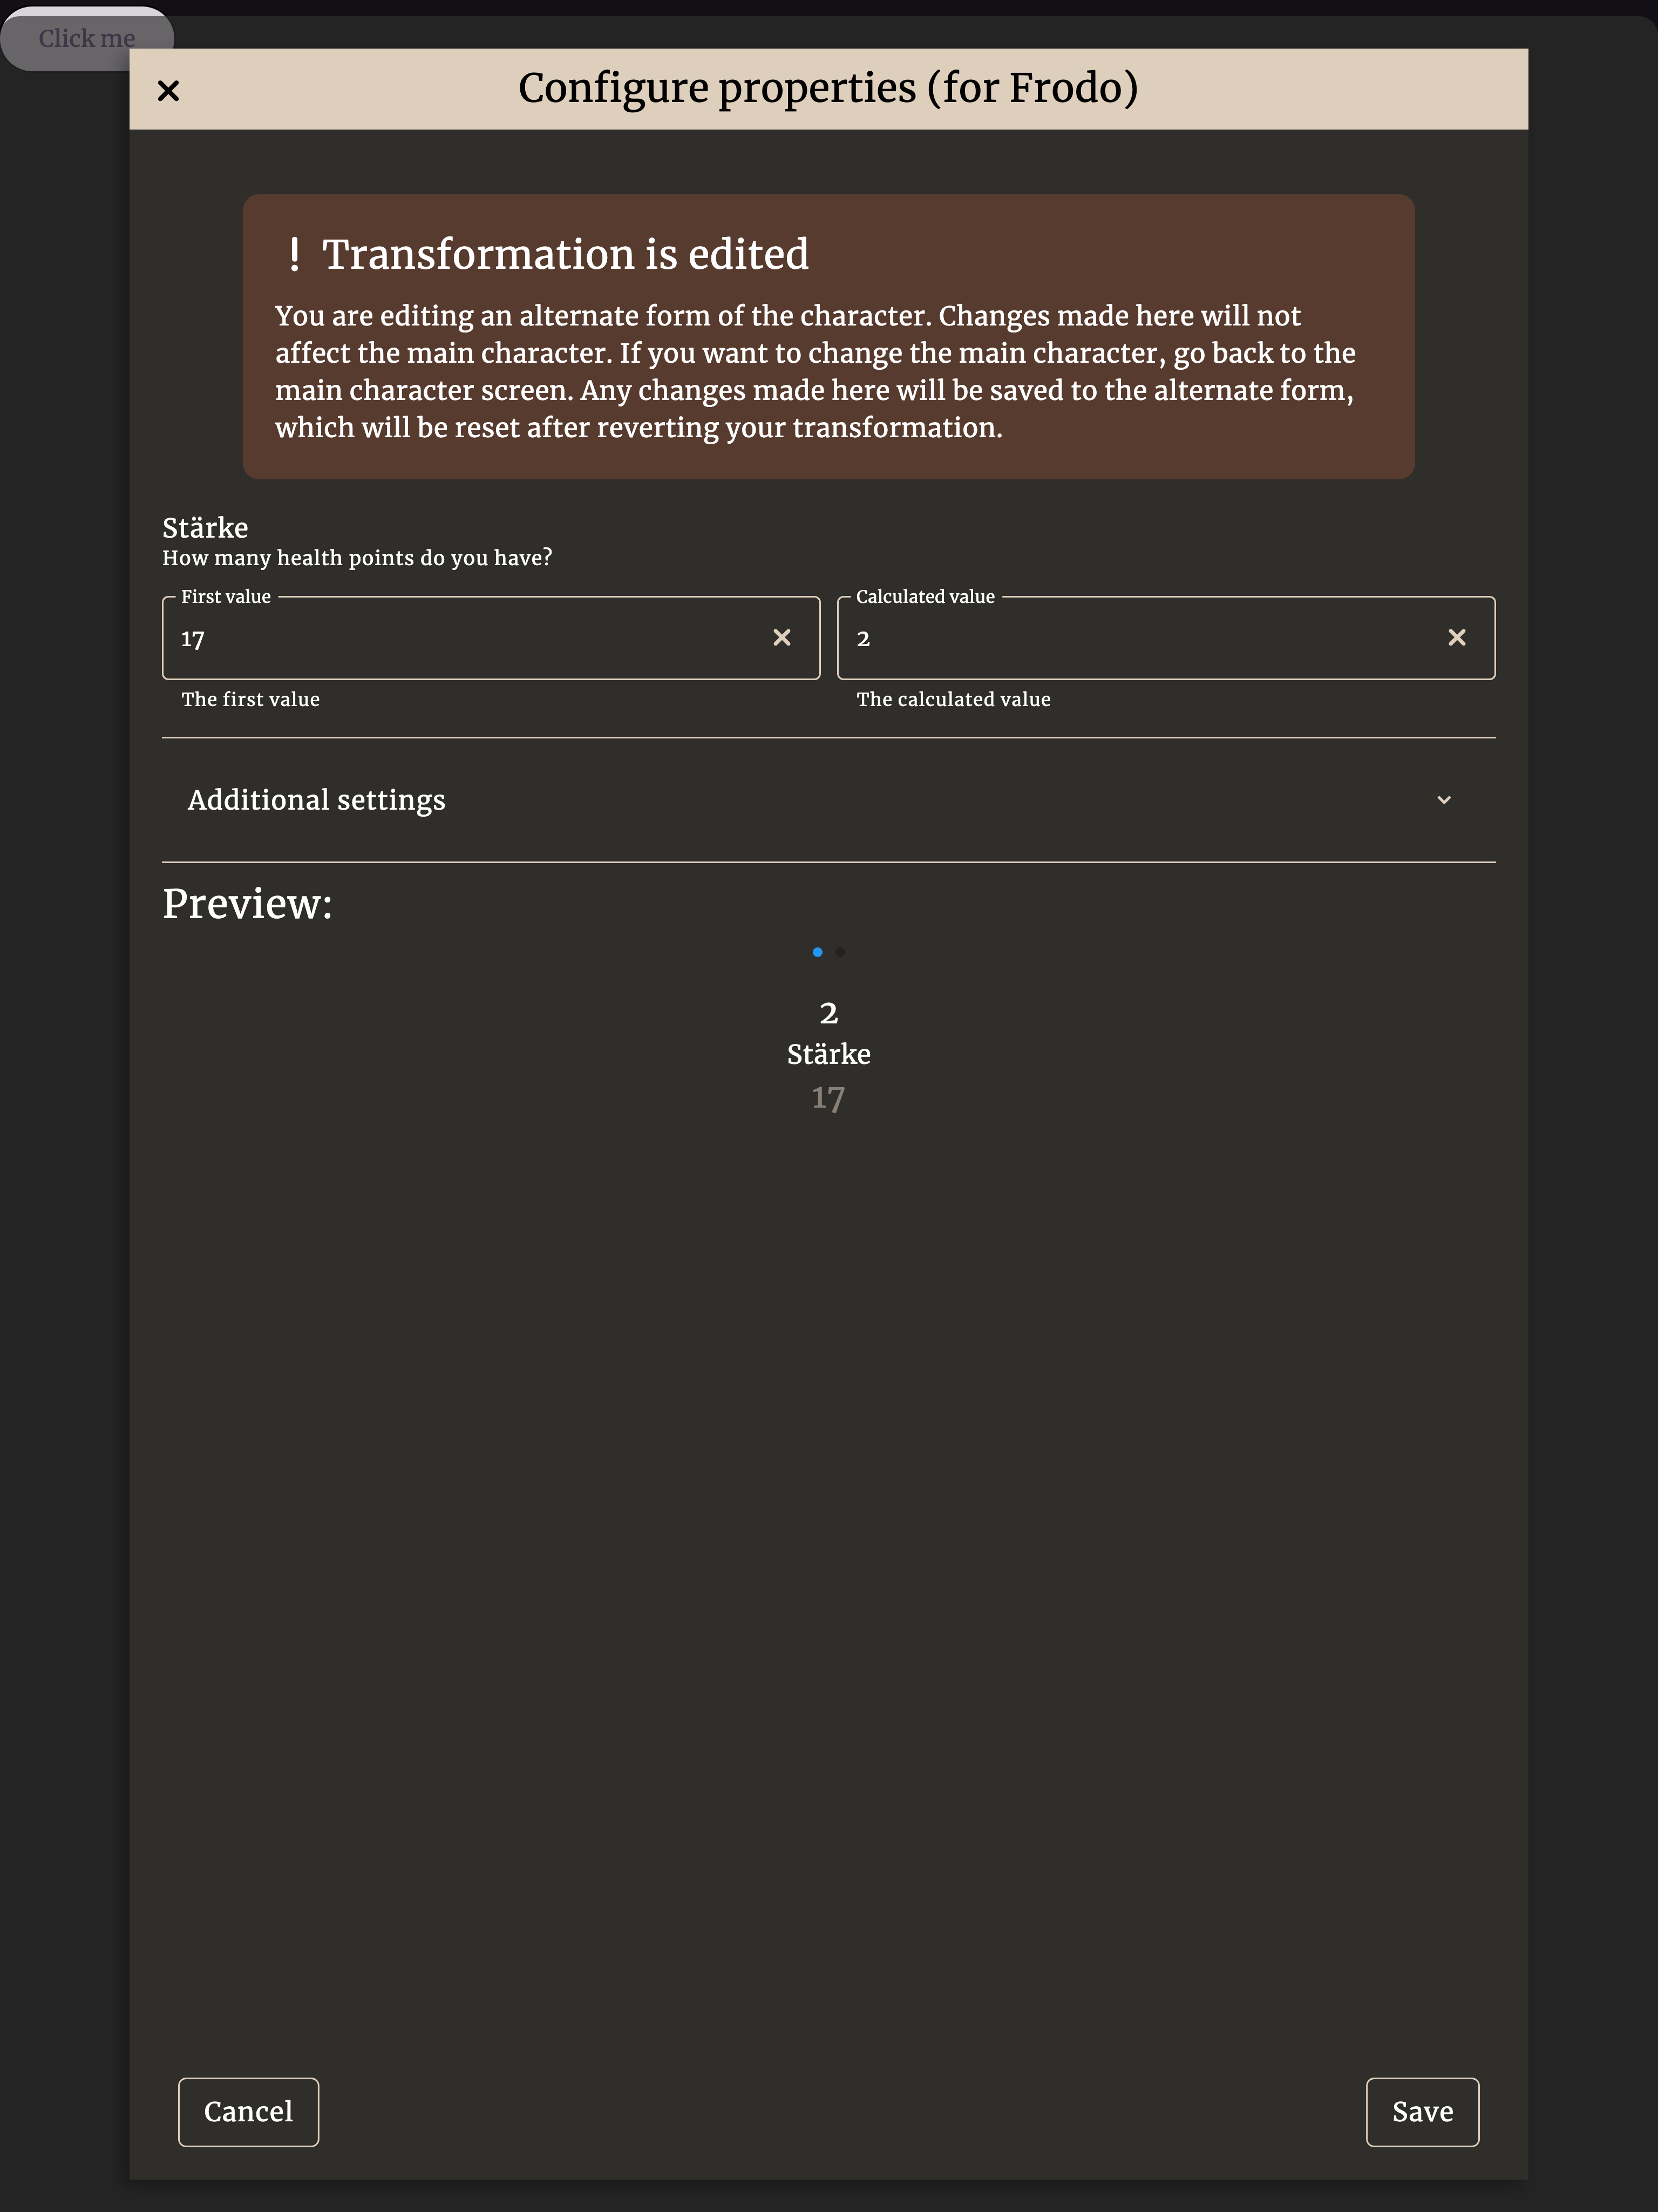 Click me
Configure properties (for Frodo)
! Transformation is edited
You are editing an alternate form of the character. Changes made here will not
affect the main character. If you want to change the main character, go back to the
main character screen. Any changes made here will be saved to the alternate form,
which will be reset after reverting your transformation.
Stärke
How many health points do you have?
First value
17
The first value
Calculated value
2
The calculated value
Additional settings
Preview:
2
Stärke
17
Cancel
Save